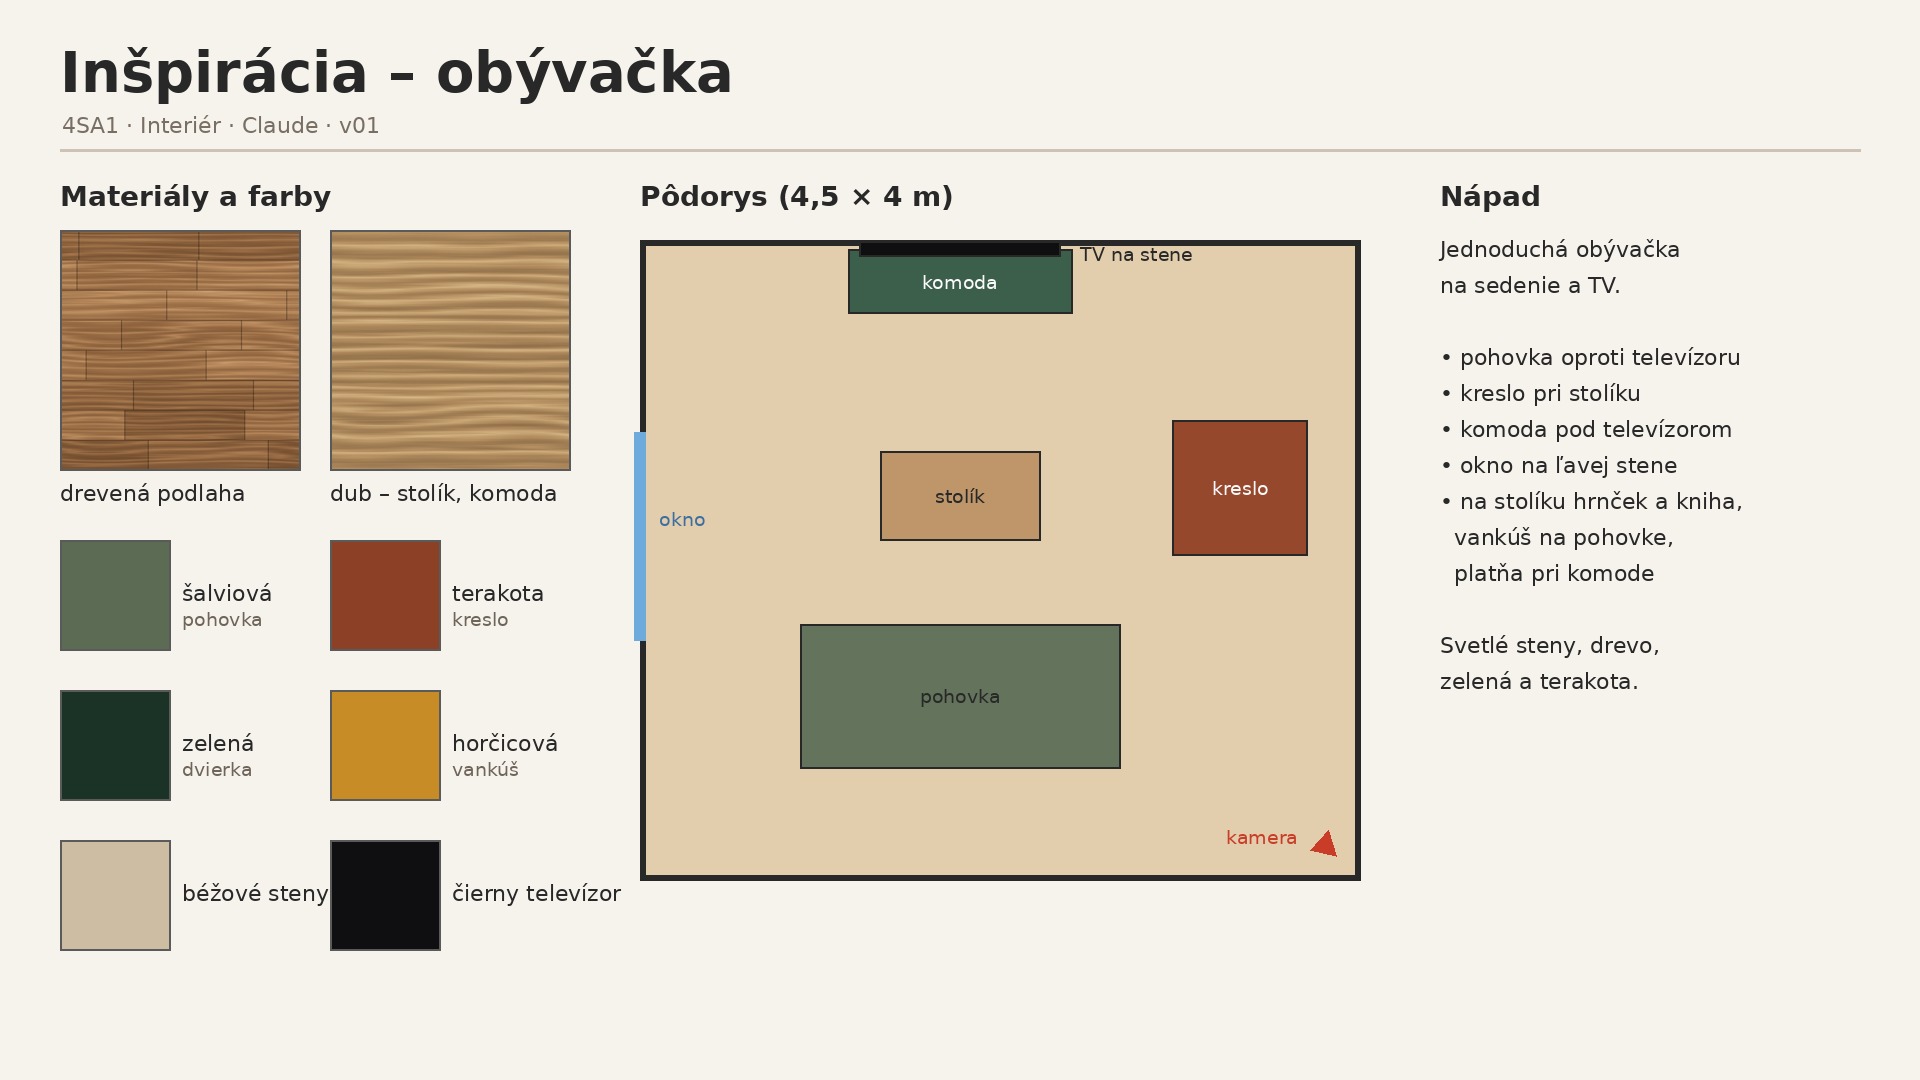 Inšpirácia – obývačka
4SA1 · Interiér · Claude · v01
Materiály a farby
drevená podlaha
dub – stolík, komoda
šalviová
pohovka
terakota
kreslo
zelená
dvierka
horčicová
vankúš
béžové steny
čierny televízor
Pôdorys (4,5 × 4 m)
TV na stene
komoda
stolík
kreslo
okno
pohovka
kamera
Nápad
Jednoduchá obývačka
na sedenie a TV.
• pohovka oproti televízoru
• kreslo pri stolíku
• komoda pod televízorom
• okno na ľavej stene
• na stolíku hrnček a kniha,
vankúš na pohovke,
platňa pri komode
Svetlé steny, drevo,
zelená a terakota.